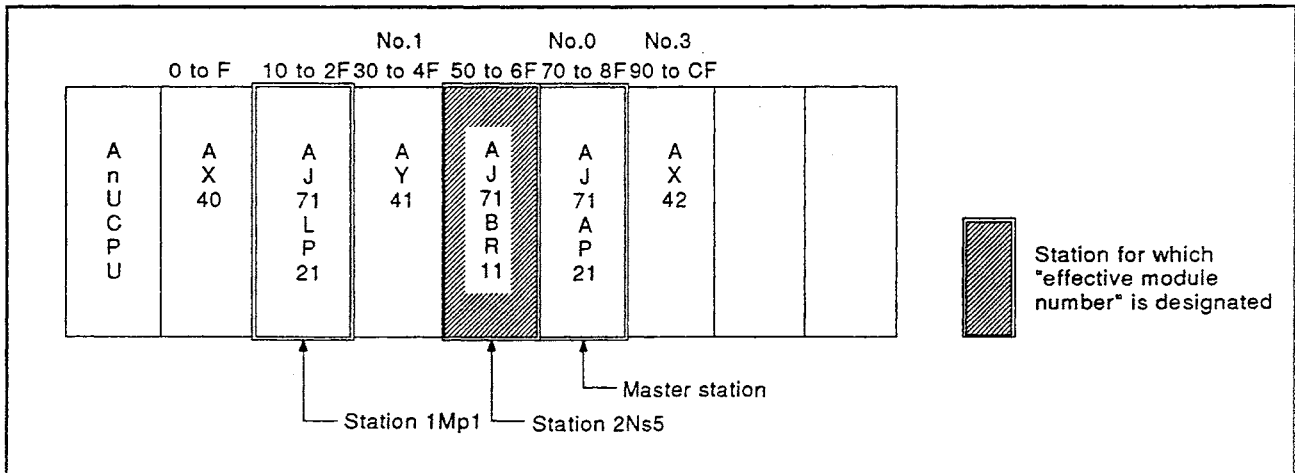 No.1 No.0 No.3
0 to F 10 to 2F 30 to 4F 50 to 6F 70 to 8F 90 to CF
A
n
U
C
P
U
A
X
40
A
J
71
L
P
21
A
Y
41
A
J
71
B
R
11
A
J
71
A
P
21
A
X
42
Station for which
"effective module
number" is designated
Master station
Station 1Mp1
Station 2Ns5